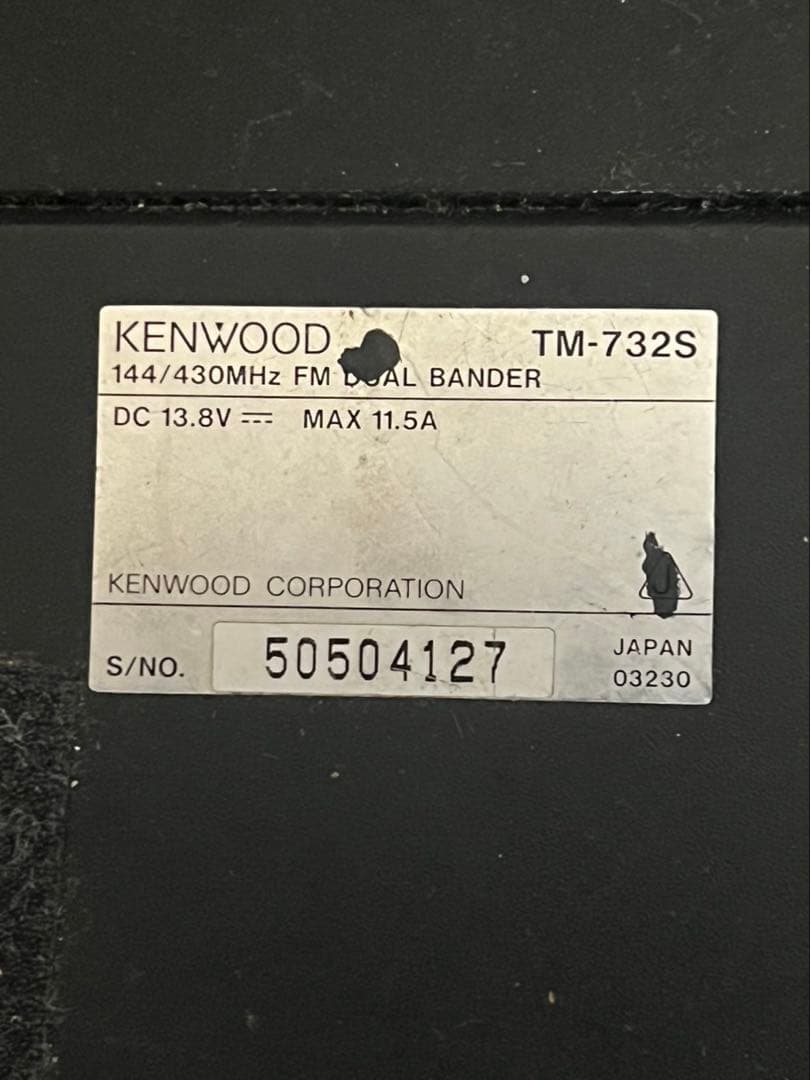 KENWOOD TM-732S
144/430MHz FM DUAL BANDER
DC 13.8V ⎓ MAX 11.5A
KENWOOD CORPORATION
S/NO. 50504127
JAPAN
03230